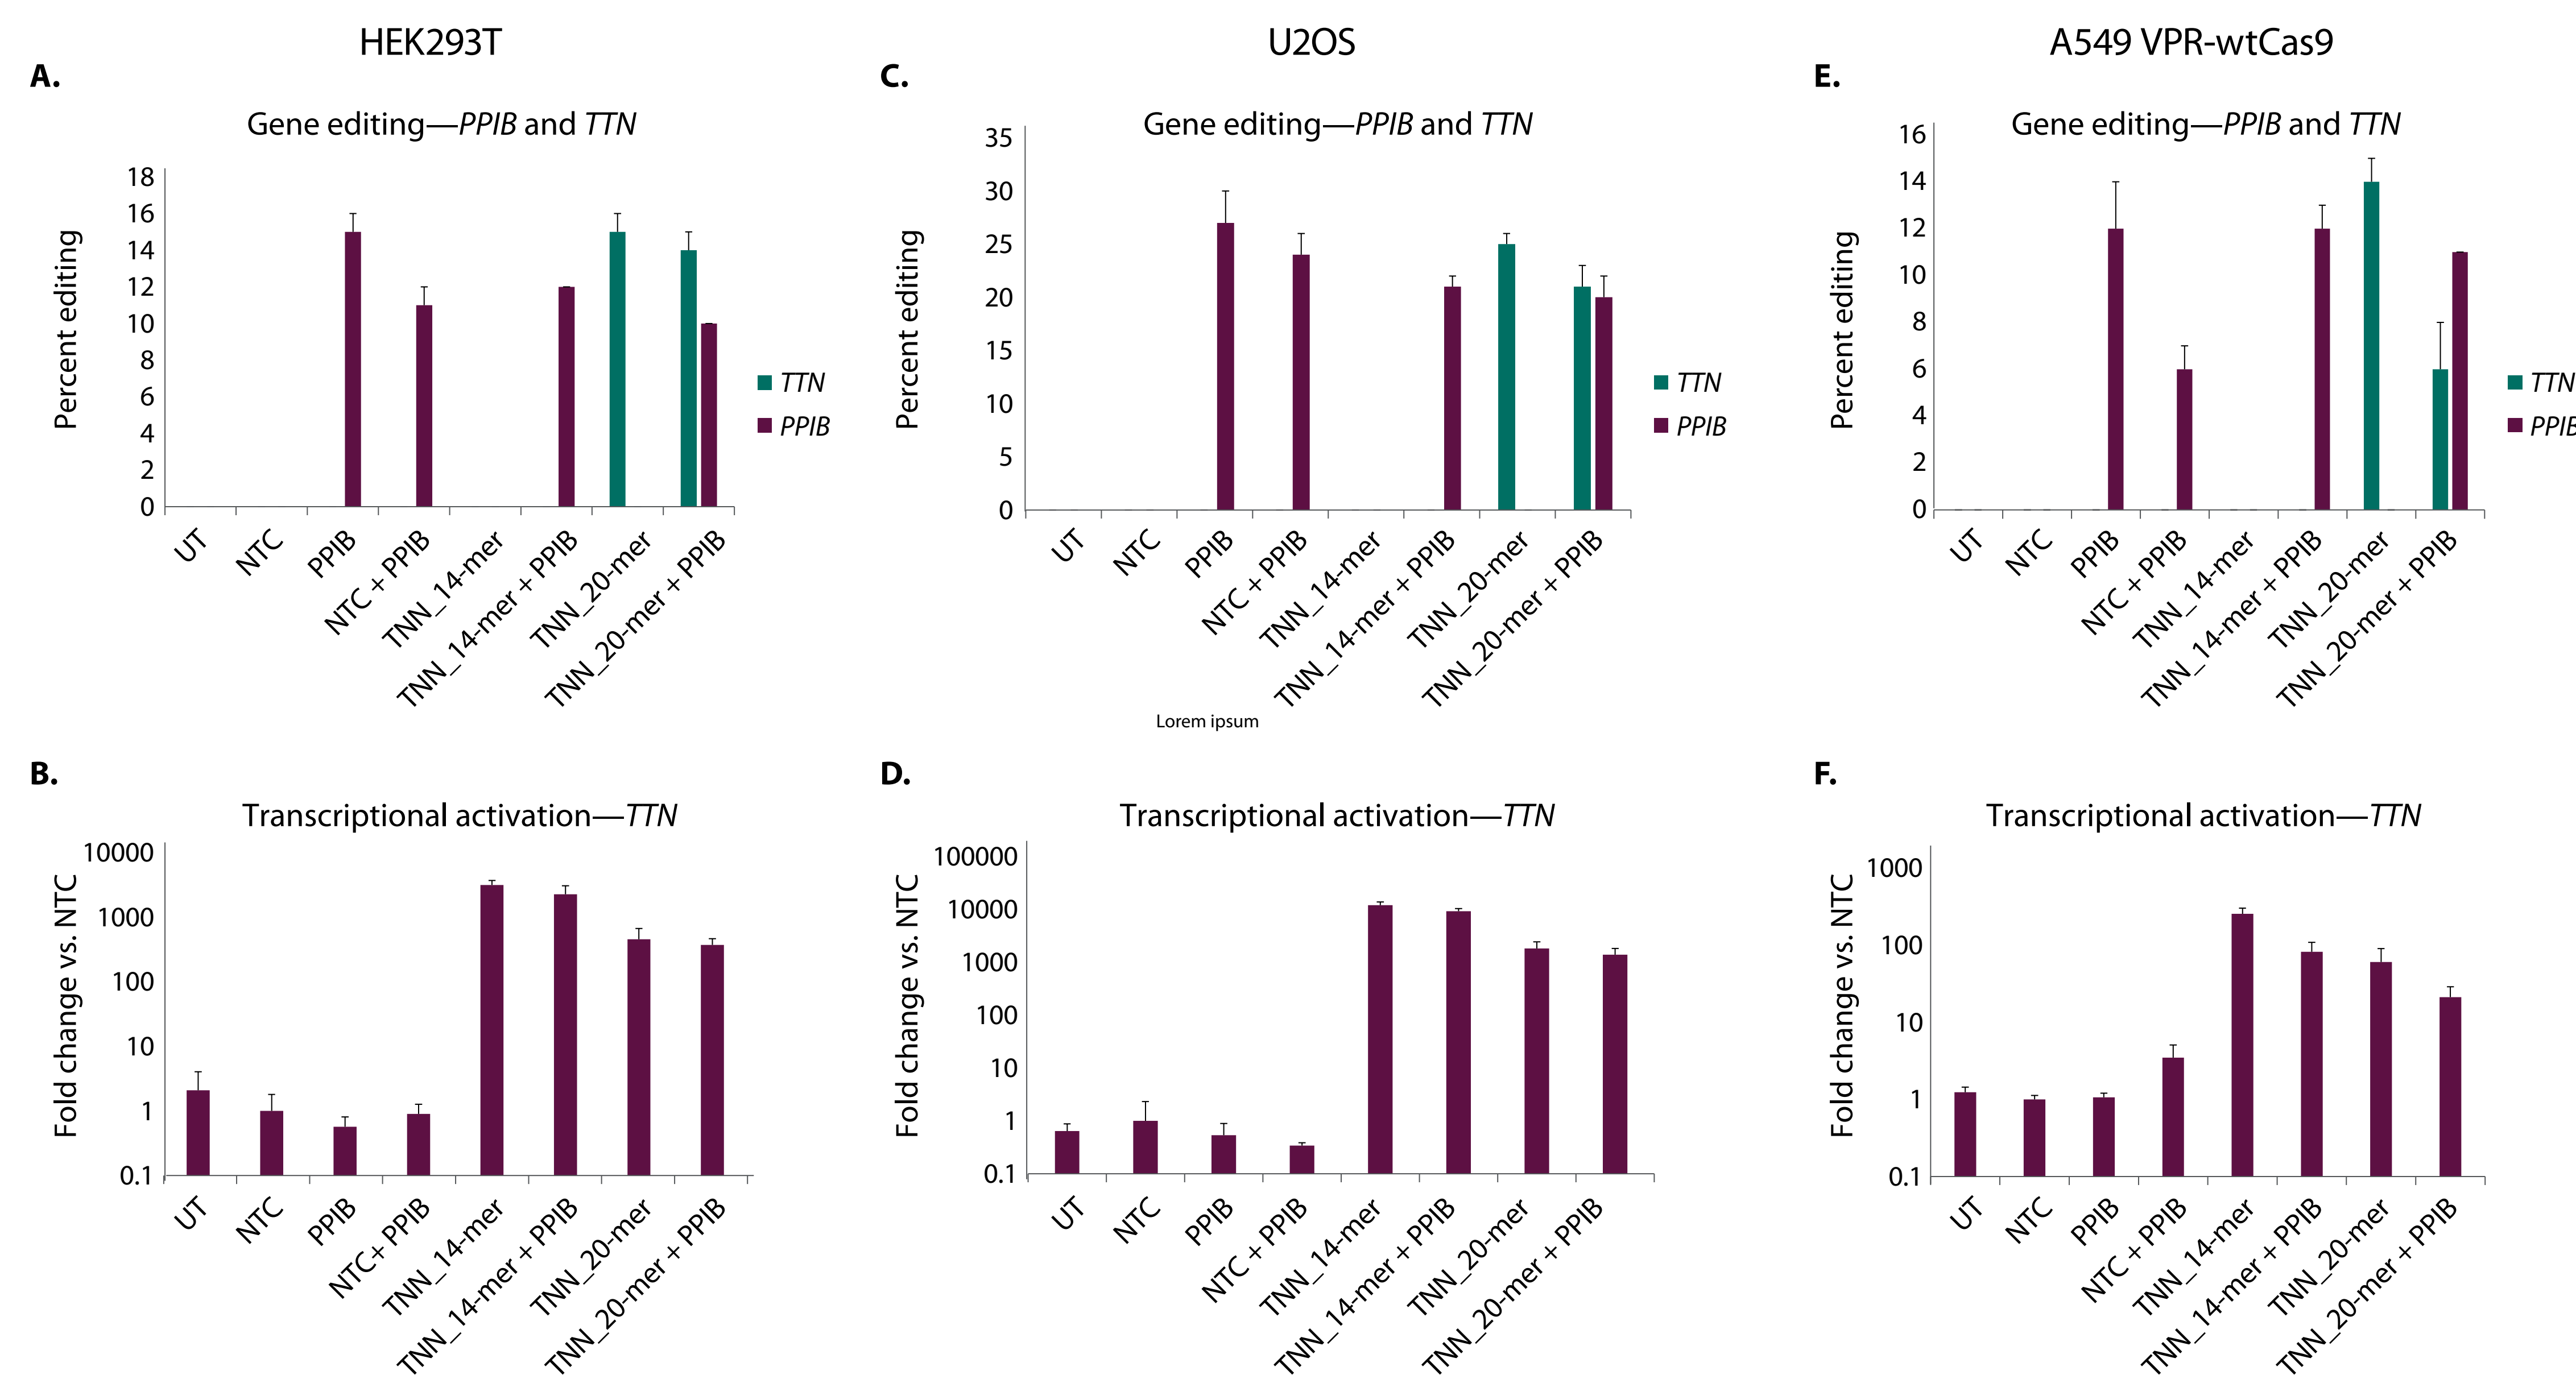 HEK293T
U2OS
A549 VPR-wtCas9
A.
Gene editing—PPIB and TTN
Percent editing
18
16
14
12
10
8
6
4
2
0
UT
NTC
PPIB
NTC + PPIB
TNN_14-mer
TNN_14-mer + PPIB
TNN_20-mer
TNN_20-mer + PPIB
TTN
PPIB
C.
Gene editing—PPIB and TTN
Percent editing
35
30
25
20
15
10
5
0
UT
NTC
PPIB
NTC + PPIB
TNN_14-mer
TNN_14-mer + PPIB
TNN_20-mer
TNN_20-mer + PPIB
TTN
PPIB
Lorem ipsum
E.
Gene editing—PPIB and TTN
Percent editing
16
14
12
10
8
6
4
2
0
UT
NTC
PPIB
NTC + PPIB
TNN_14-mer
TNN_14-mer + PPIB
TNN_20-mer
TNN_20-mer + PPIB
TTN
PPIB
B.
Transcriptional activation—TTN
Fold change vs. NTC
10000
1000
100
10
1
0.1
UT
NTC
PPIB
NTC+ PPIB
TNN_14-mer
TNN_14-mer + PPIB
TNN_20-mer
TNN_20-mer + PPIB
D.
Transcriptional activation—TTN
Fold change vs. NTC
100000
10000
1000
100
10
1
0.1
UT
NTC
PPIB
NTC + PPIB
TNN_14-mer
TNN_14-mer + PPIB
TNN_20-mer
TNN_20-mer + PPIB
F.
Transcriptional activation—TTN
Fold change vs. NTC
1000
100
10
1
0.1
UT
NTC
PPIB
NTC + PPIB
TNN_14-mer
TNN_14-mer + PPIB
TNN_20-mer
TNN_20-mer + PPIB